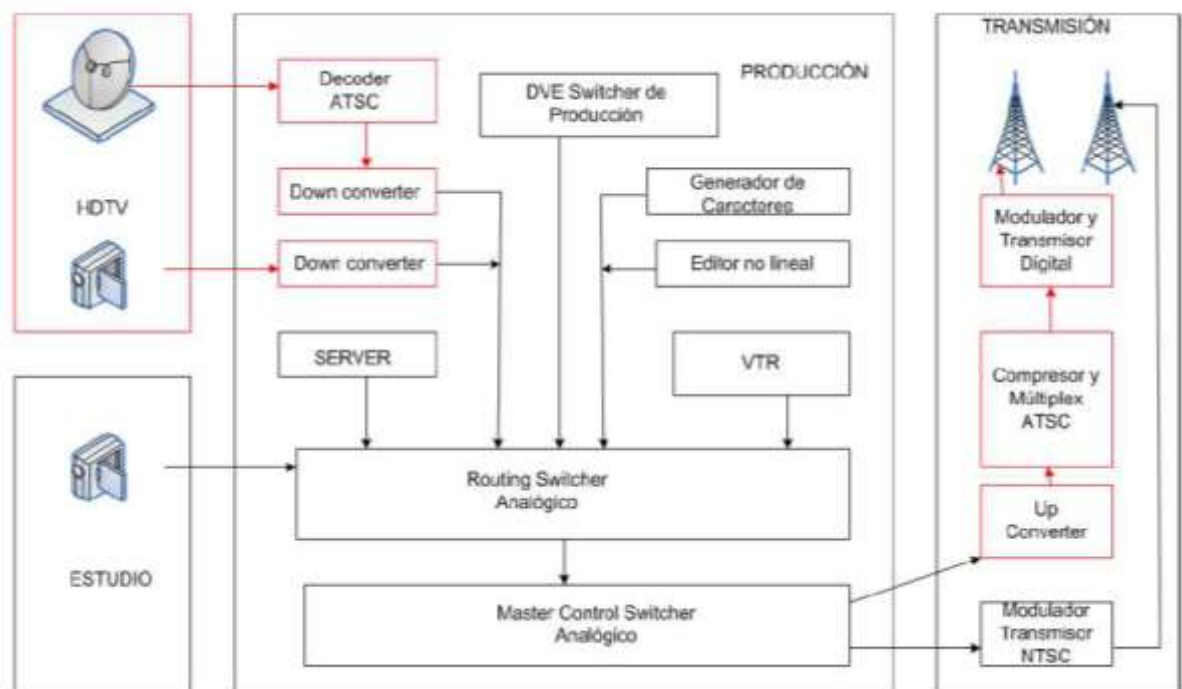 HDTV
ESTUDIO
PRODUCCIÓN
Decoder
ATSC
DVE Switcher de
Producción
Down converter
Generador de
Caracteres
Down converter
Editor no lineal
SERVER
VTR
Routing Switcher
Analógico
Master Control Switcher
Analógico
TRANSMISIÓN
Modulador y
Transmisor
Digital
Compresor y
Múltiplex
ATSC
Up
Converter
Modulador
Transmisor
NTSC